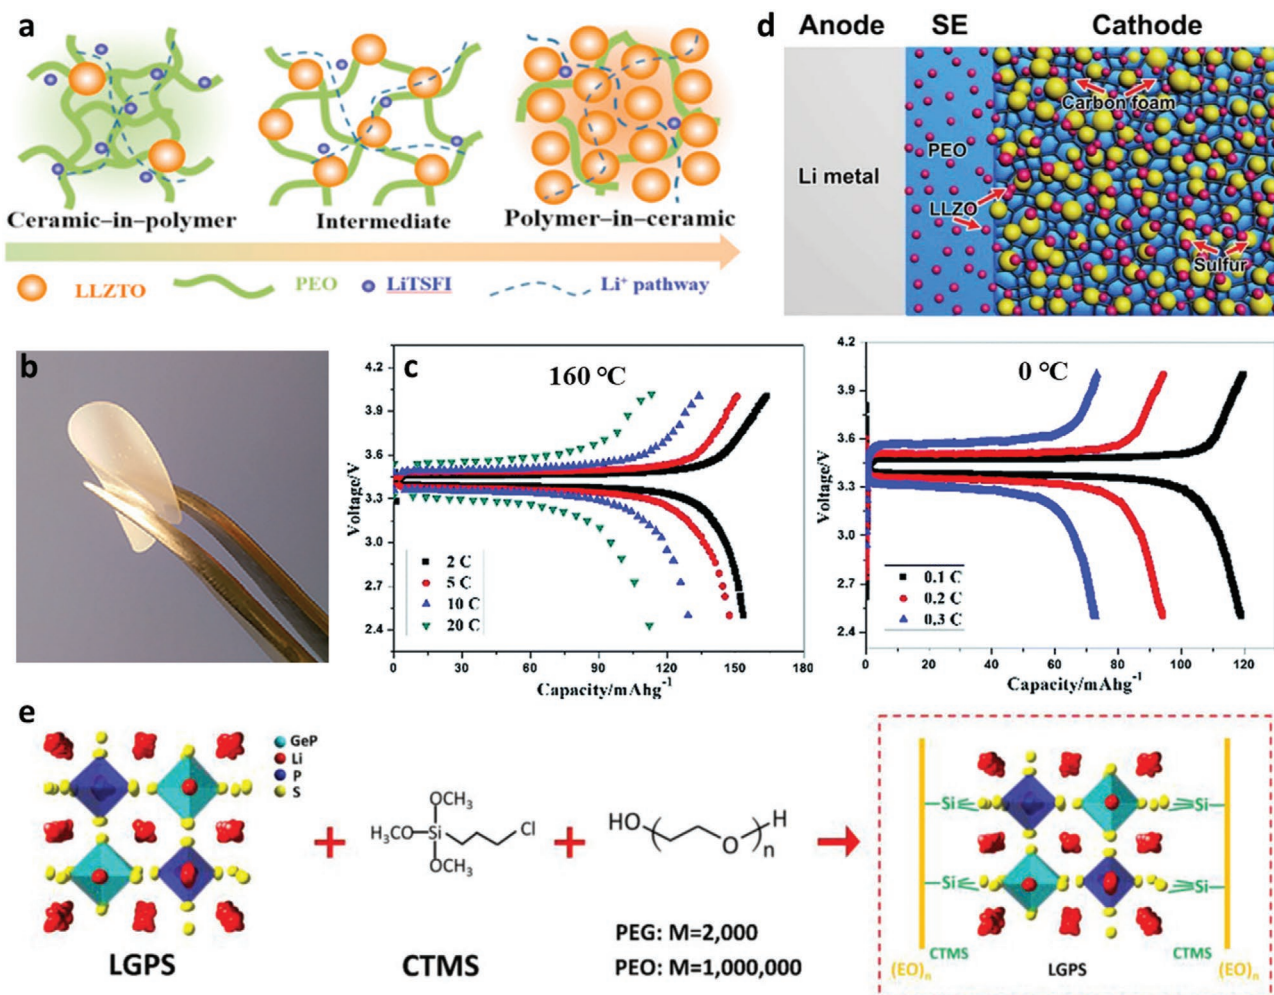 a
Ceramic–in–polymer
Intermediate
Polymer–in–ceramic
LLZTO
PEO
LiTSFI
Li⁺ pathway
d
Anode
SE
Cathode
Carbon foam
PEO
Li metal
LLZO
Sulfur
b
c
160 °C
Voltage/V
4.2
3.9
3.6
3.3
3.0
2.7
2.4
2 C
5 C
10 C
20 C
0 30 60 90 120 150 180
Capacity/mAhg⁻¹
0 °C
Voltage/V
4.2
3.9
3.6
3.3
3.0
2.7
2.4
0.1 C
0.2 C
0.3 C
0 20 40 60 80 100 120
Capacity/mAhg⁻¹
e
GeP
Li
P
S
LGPS
+
OCH₃
H₃CO
Si
Cl
OCH₃
CTMS
+
HO
O
H
n
PEG: M=2,000
PEO: M=1,000,000
Si
Si
Si
Si
CTMS
CTMS
(EO)ₙ
LGPS
(EO)ₙ